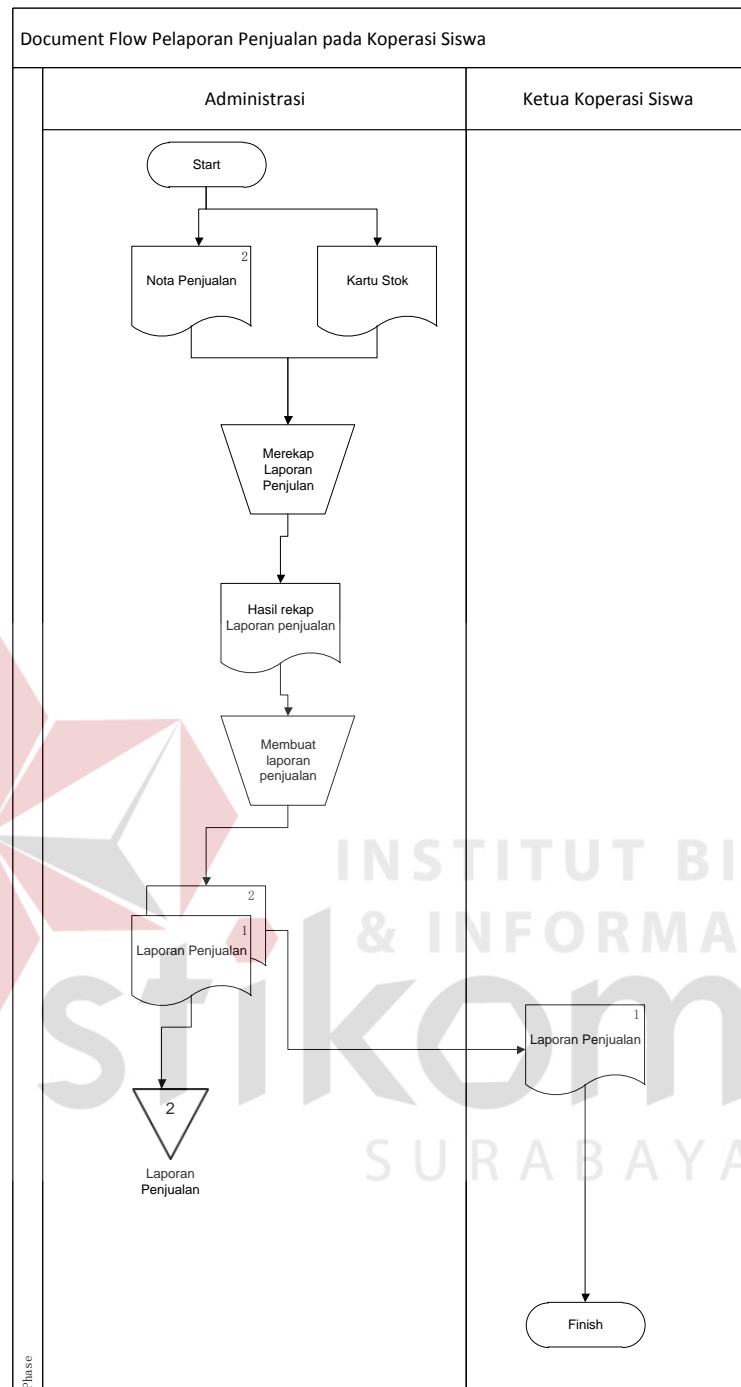 Document Flow Pelaporan Penjualan pada Koperasi Siswa
Administrasi
Ketua Koperasi Siswa
Start
2
Nota Penjualan
Kartu Stok
Merekap
Laporan
Penjulan
Hasil rekap
Laporan penjualan
Membuat
laporan
penjualan
2
1
Laporan Penjualan
1
Laporan Penjualan
2
Laporan
Penjualan
Finish
Phase
INSTITUT BI
& INFORMA
stikom
SURABAYA